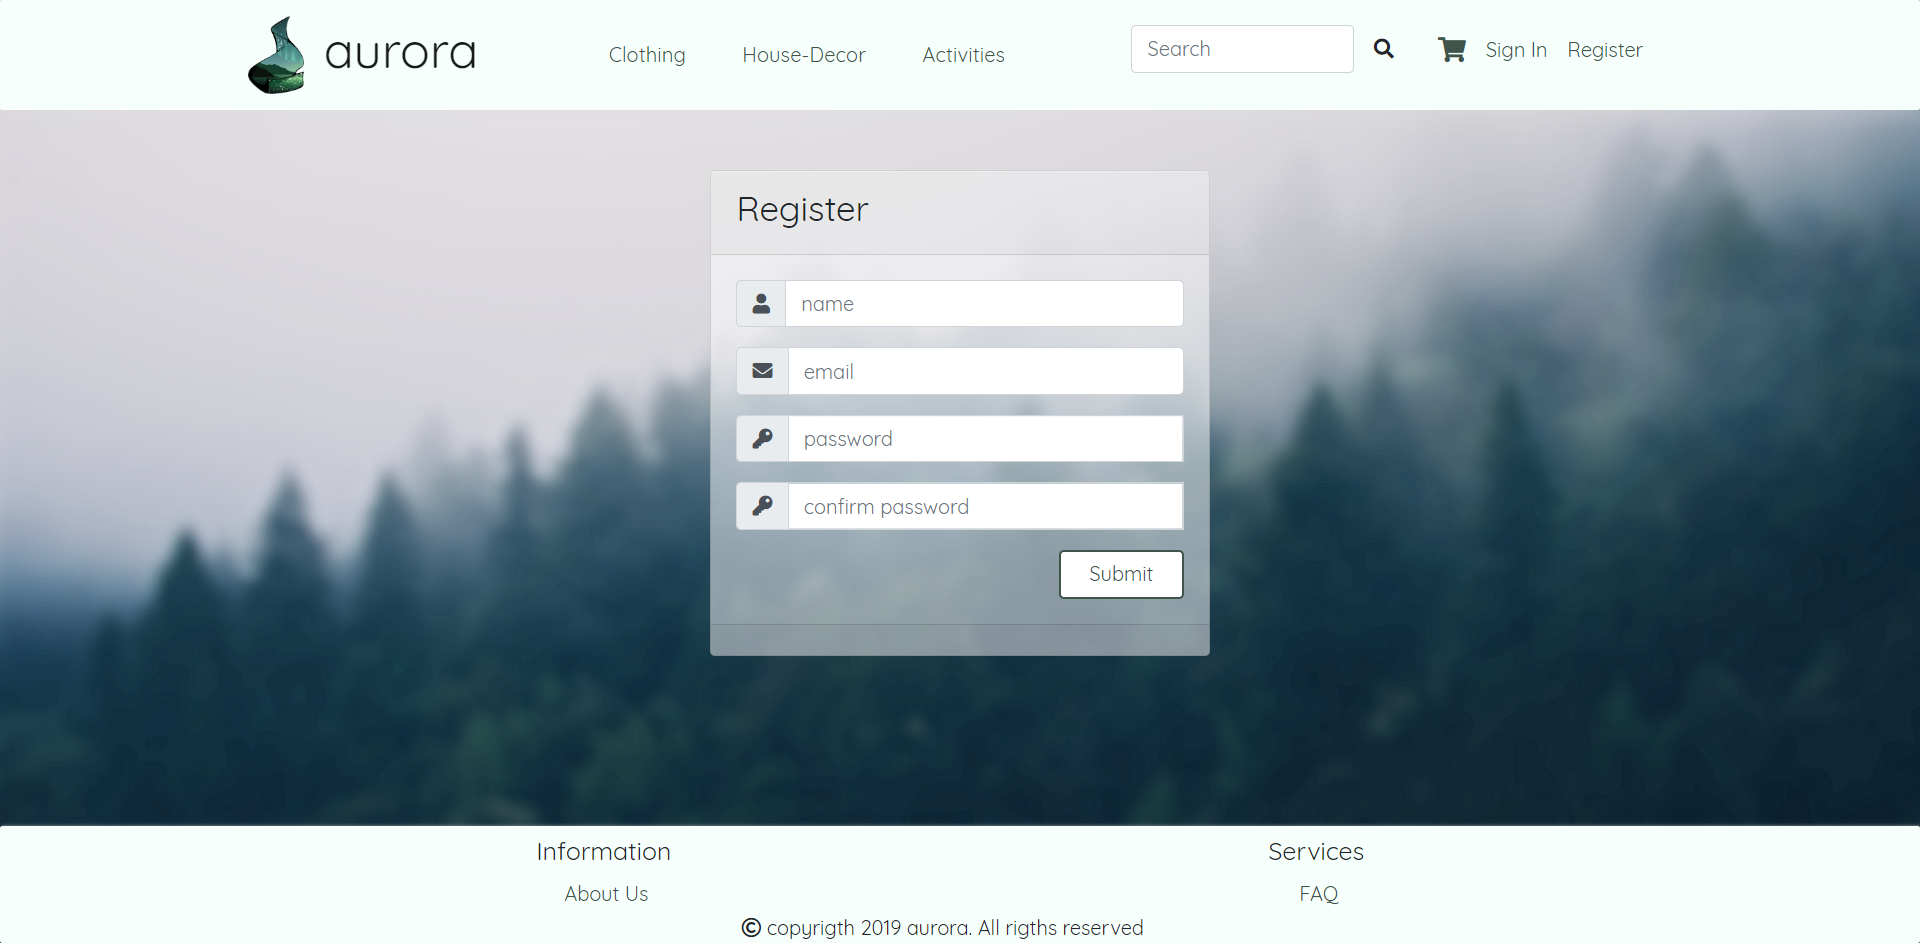 aurora
Clothing House-Decor Activities
Search
Sign In Register
Register
name
email
password
confirm password
Submit
Information Services
About Us FAQ
© copyrigth 2019 aurora. All rigths reserved